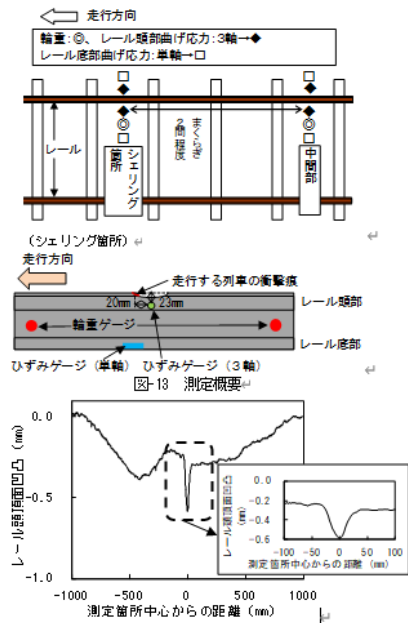 走行方向
輪重:◎、 レール頭部曲げ応力:3軸→◆
レール底部曲げ応力:単軸→□
レール
シェリング箇所
まくらぎ2間程度
中間部
(シェリング箇所)
走行方向
走行する列車の衝撃痕
20mm
23mm
レール頭部
輪重ゲージ
レール底部
ひずみゲージ(単軸) ひずみゲージ(3軸)
図-13 測定概要
レール頭頂面凹凸 (mm)
0.0
-0.5
-1.0
-1000 -500 0 500 1000
測定箇所中心からの距離 (mm)
レール頭頂面凹凸 (mm)
0.0
-0.2
-0.4
-0.6
-100 -50 0 50 100
測定箇所中心からの距離 (mm)